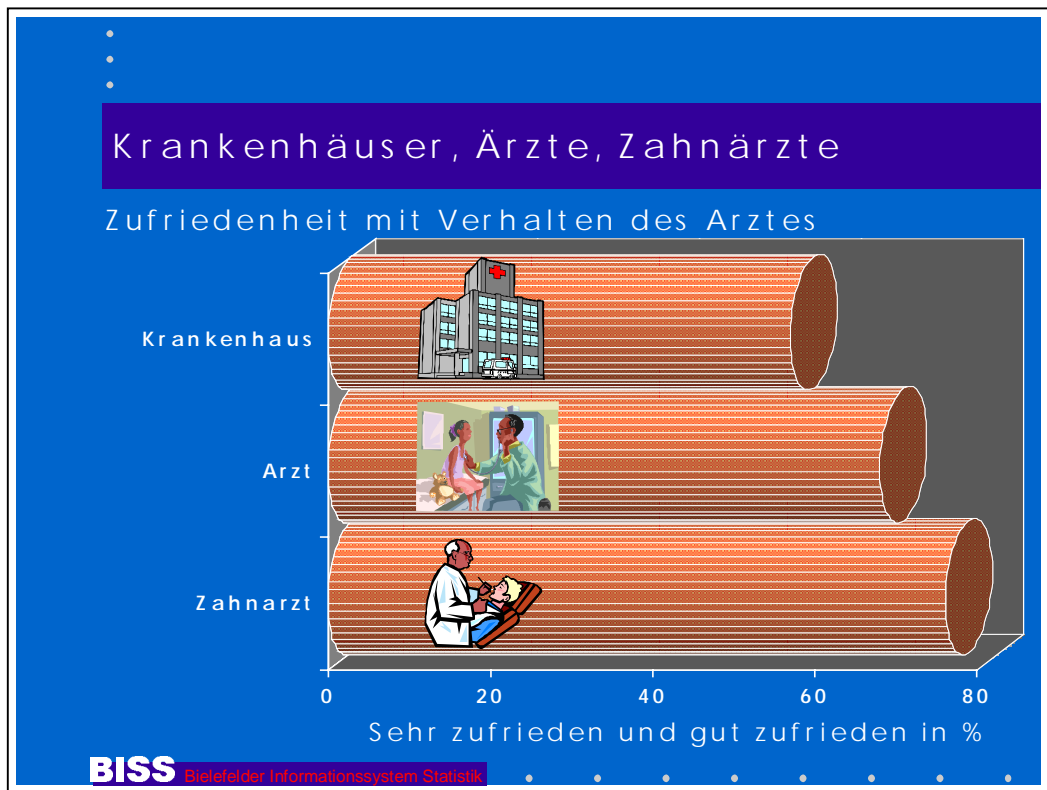 Krankenhäuser, Ärzte, Zahnärzte
Zufriedenheit mit Verhalten des Arztes
Krankenhaus
Arzt
Zahnarzt
0 20 40 60 80
Sehr zufrieden und gut zufrieden in %
BISS Bielefelder Informationssystem Statistik